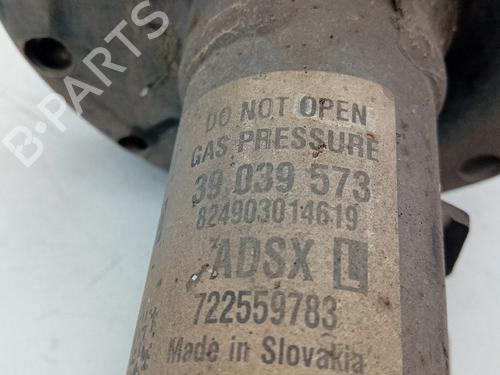 B-PARTS
DO NOT OPEN
GAS PRESSURE
39 039 573
824903014619
ADSX L
722559783
Made in Slovakia